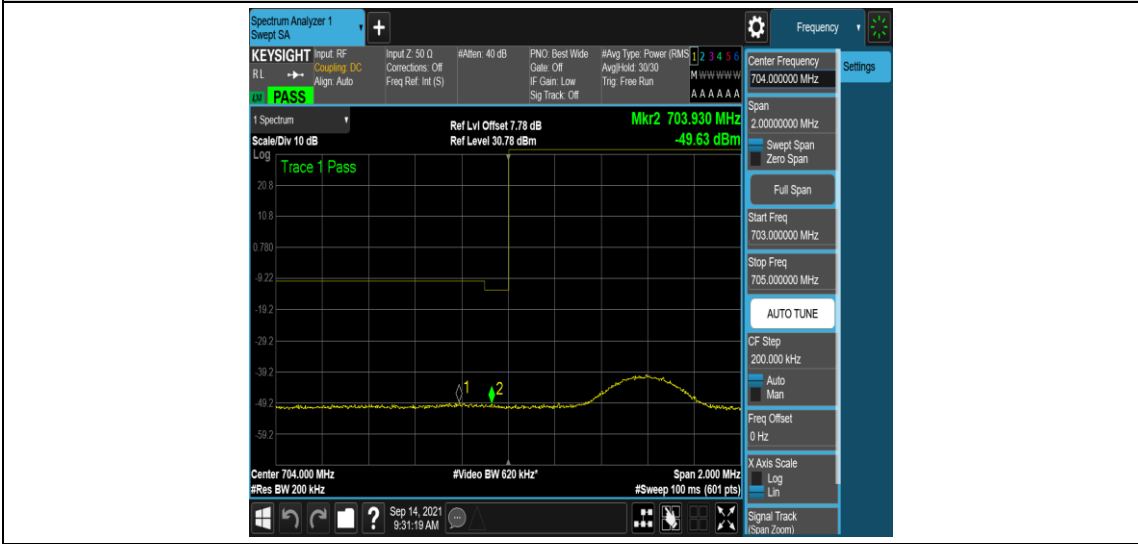 Spectrum Analyzer 1
Swept SA
+
Frequency
KEYSIGHT
RL
PASS
Input: RF
Coupling: DC
Align: Auto
Input Z: 50 Ω
Corrections: Off
Freq Ref: Int (S)
#Atten: 40 dB
PNO: Best Wide
Gate: Off
IF Gain: Low
Sig Track: Off
#Avg Type: Power (RMS
Avg|Hold: 30/30
Trig: Free Run
1 2 3 4 5 6
M W W W W W
A A A A A A
1 Spectrum
Scale/Div 10 dB
Ref Lvl Offset 7.78 dB
Ref Level 30.78 dBm
Mkr2 703.930 MHz
-49.63 dBm
Log
Trace 1 Pass
20.8
10.8
0.780
-9.22
-19.2
-29.2
-39.2
-49.2
-59.2
1
2
Center 704.000 MHz
#Res BW 200 kHz
#Video BW 620 kHz*
Span 2.000 MHz
#Sweep 100 ms (601 pts)
Sep 14, 2021
9:31:19 AM
Center Frequency
704.000000 MHz
Settings
Span
2.00000000 MHz
Swept Span
Zero Span
Full Span
Start Freq
703.000000 MHz
Stop Freq
705.000000 MHz
AUTO TUNE
CF Step
200.000 kHz
Auto
Man
Freq Offset
0 Hz
X Axis Scale
Log
Lin
Signal Track
(Span Zoom)